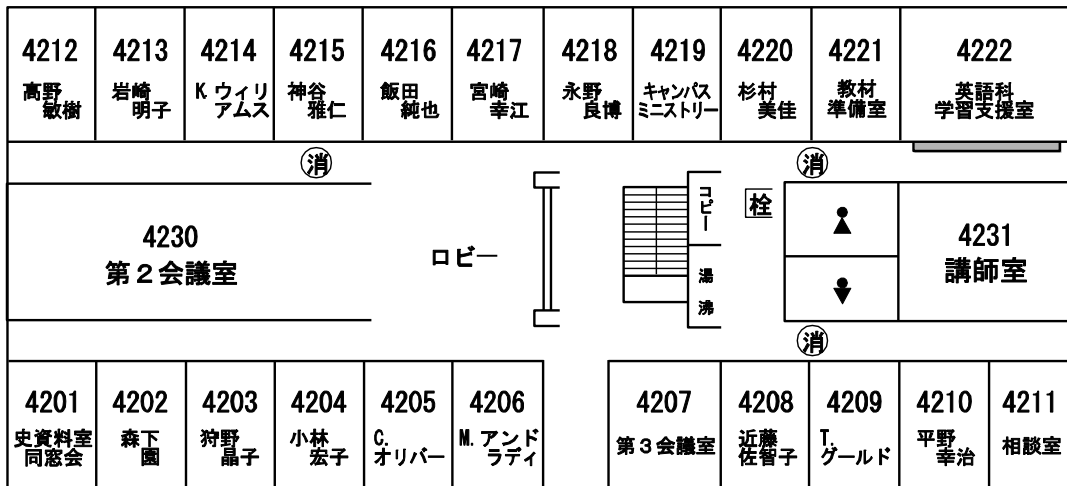 4212
髙野
敏樹
4213
岩崎
明子
4214
K. ウィリ
アムス
4215
神谷
雅仁
4216
飯田
純也
4217
宮崎
幸江
4218
永野
良博
4219
キャンパス
ミニストリー
4220
杉村
美佳
4221
教材
準備室
4222
英語科
学習支援室
消
消
4230
第２会議室
ロビー
コピー
湯沸
栓
4231
講師室
消
4201
史資料室
同窓会
4202
森下
園
4203
狩野
晶子
4204
小林
宏子
4205
C.
オリバー
4206
M. アンド
ラディ
4207
第３会議室
4208
近藤
佐智子
4209
T.
グールド
4210
平野
幸治
4211
相談室